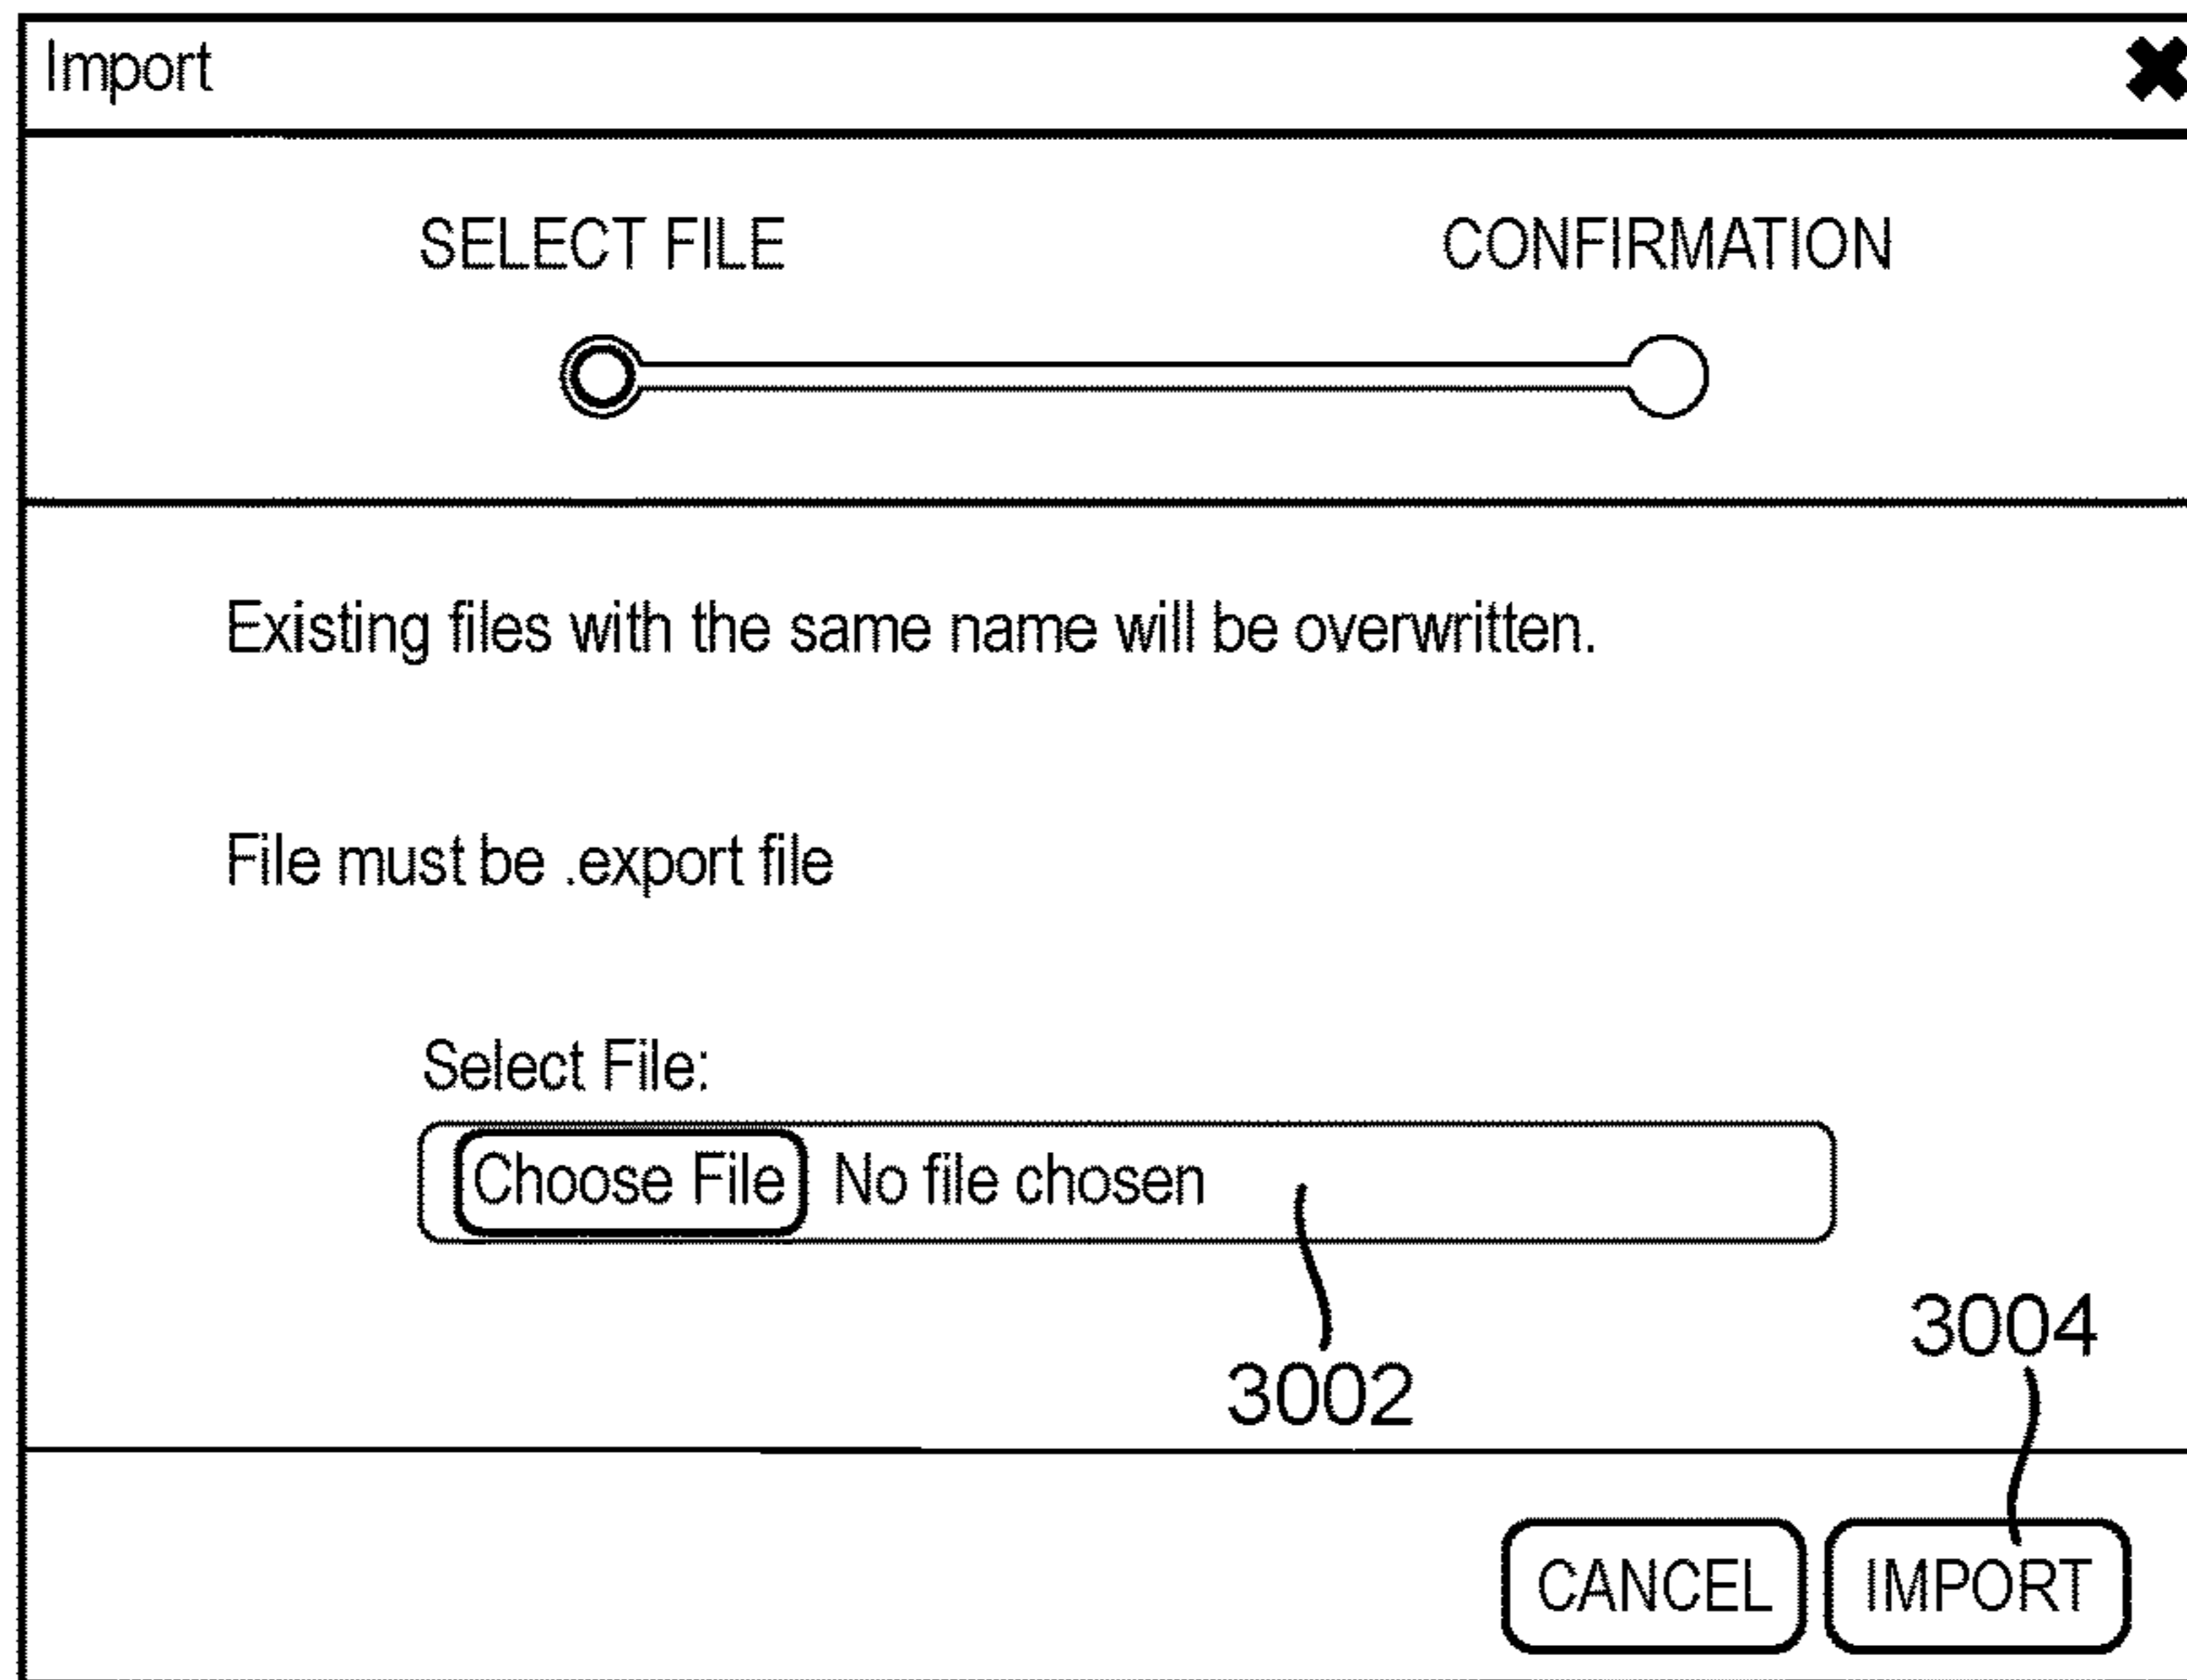 Import
SELECT FILE CONFIRMATION
Existing files with the same name will be overwritten.
File must be .export file
Select File:
Choose File No file chosen
3002
3004
CANCEL IMPORT